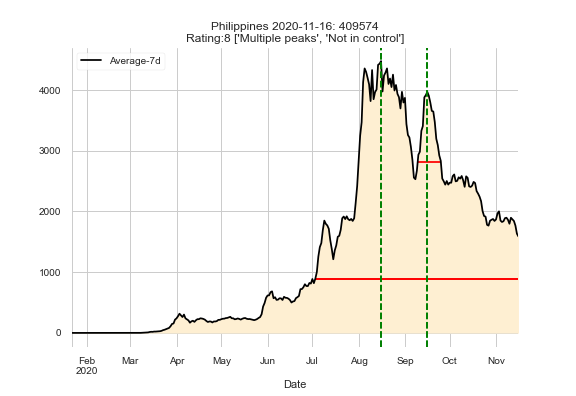 Philippines 2020-11-16: 409574
Rating:8 ['Multiple peaks', 'Not in control']
Average-7d
4000
3000
2000
1000
0
Feb Mar Apr May Jun Jul Aug Sep Oct Nov
2020
Date